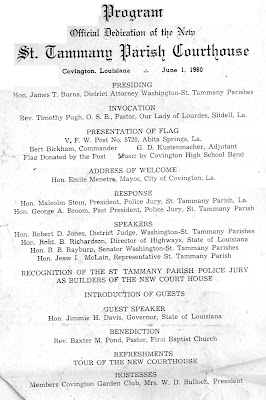 Program
Official Dedication of the New
St. Tammany Parish Courthouse
Covington, Louisiana June 1, 1960
PRESIDING
Hon. James T. Burns, District Attorney Washington-St. Tammany Parishes
INVOCATION
Rev. Timothy Pugh, O. S. B., Pastor, Our Lady of Lourdes, Slidell, La.
PRESENTATION OF FLAG
V. F. W. Post No. 8720, Abita Springs, La.
Bert Bickham, Commander G. D. Kustenmacher, Adjutant
Flag Donated by the Post Music by Covington High School Band
ADDRESS OF WELCOME
Hon. Emile Menetre, Mayor, City of Covington, La.
RESPONSE
Hon. Malcolm Stein, President, Police Jury, St. Tammany Parish, La.
Hon. George A. Broom, Past President, Police Jury, St. Tammany Parish
SPEAKERS
Hon. Robert D. Jones, District Judge, Washington-St. Tammany Parishes
Hon. Robt. B. Richardson, Director of Highways, State of Louisiana
Hon. B. B. Rayburn, Senator Washington-St. Tammany Parishes
Hon. Jesse I McLain, Representative St. Tammany Parish
RECOGNITION OF THE ST TAMMANY PARISH POLICE JURY
AS BUILDERS OF THE NEW COURT HOUSE
INTRODUCTION OF GUESTS
GUEST SPEAKER
Hon. Jimmie H. Davis, Governor, State of Louisiana
BENEDICTION
Rev. Baxter M. Pond, Pastor, First Baptist Church
REFRESHMENTS
TOUR OF THE NEW COURTHOUSE
HOSTESSES
Members Covington Garden Club, Mrs. W. D. Bulloch, President